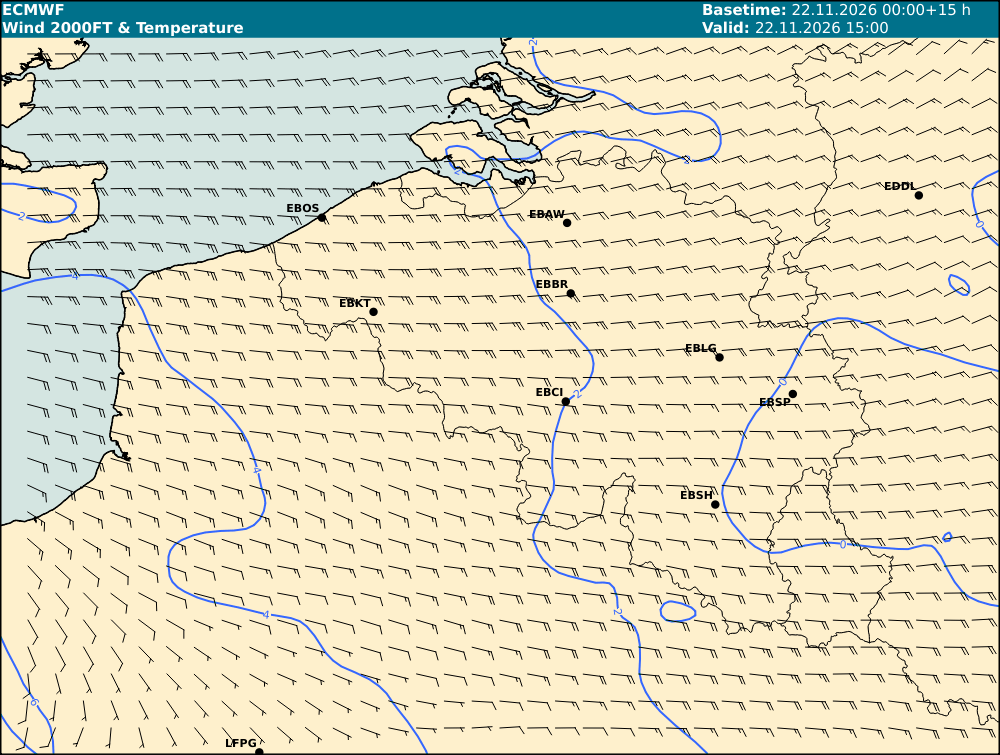 ECMWF
Wind 2000FT & Temperature
Basetime: 22.11.2026 00:00+15 h
Valid: 22.11.2026 15:00
2
2
EDDL
EBOS
EBAW
2
0
4
EBBR
EBKT
EBLG
0
EBCI
2
EBSP
4
EBSH
0
4
2
6
LFPG